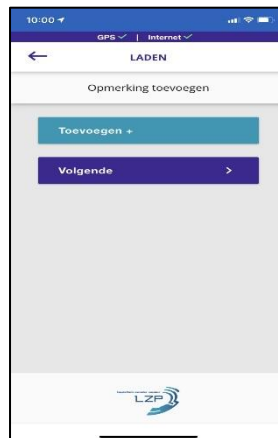 10:00
GPS ✓ | Internet ✓
LADEN
Opmerking toevoegen
Toevoegen +
Volgende >
LZP